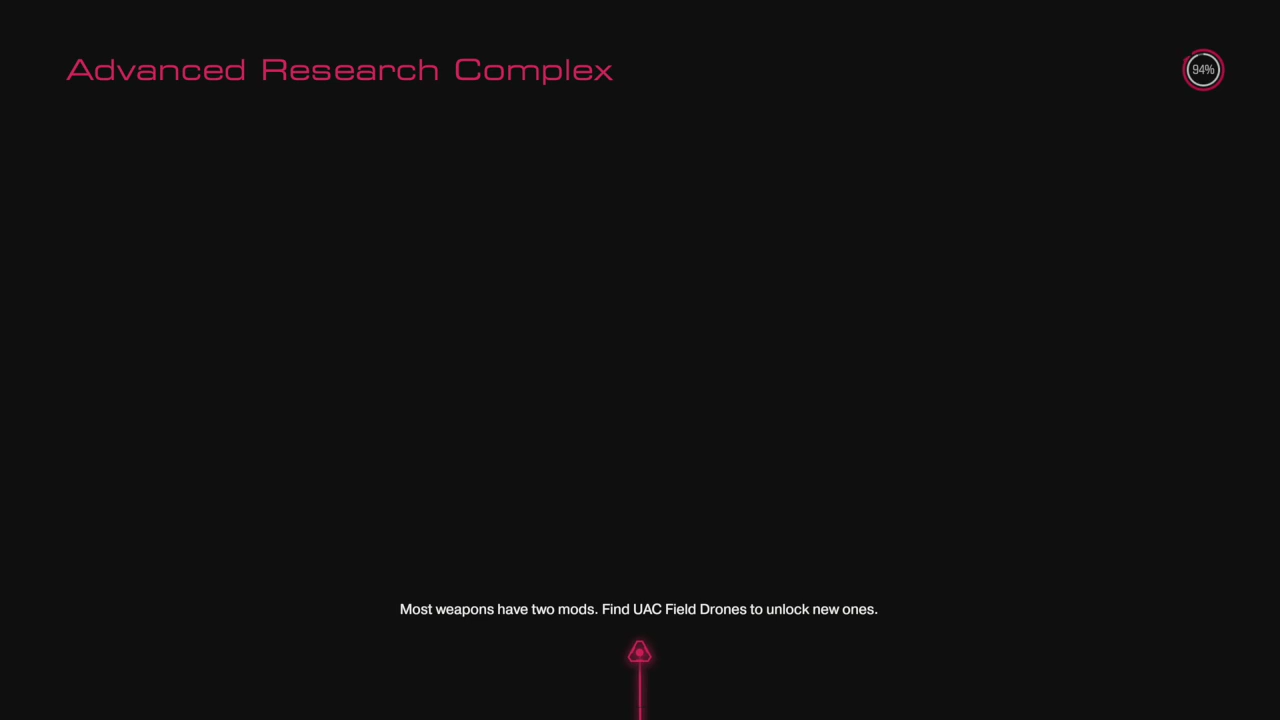 Advanced Research Complex
94%
Most weapons have two mods. Find UAC Field Drones to unlock new ones.